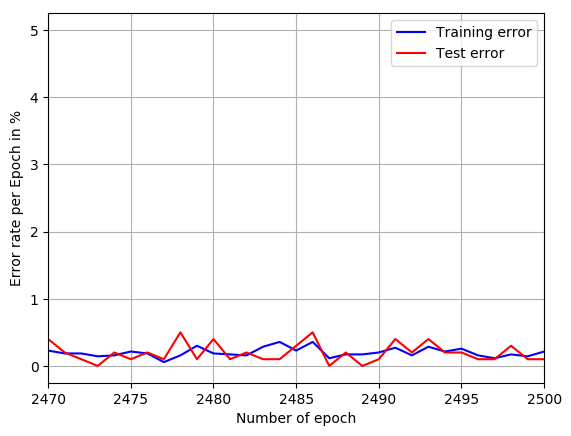 Training error
Test error
5
4
3
2
1
0
Error rate per Epoch in %
2470 2475 2480 2485 2490 2495 2500
Number of epoch